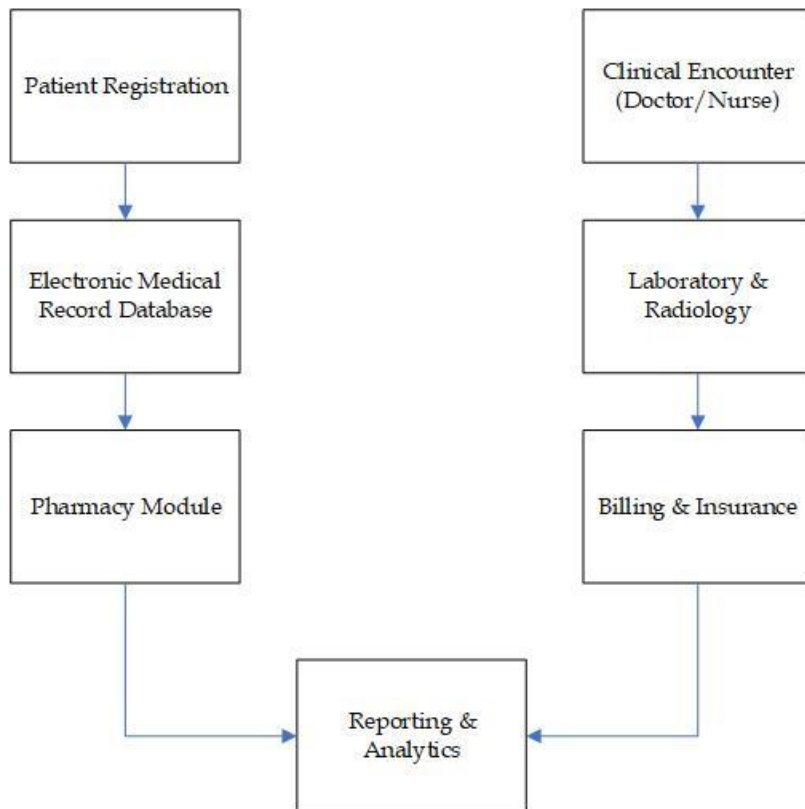 Patient Registration
Clinical Encounter
(Doctor/Nurse)
Electronic Medical
Record Database
Laboratory &
Radiology
Pharmacy Module
Billing & Insurance
Reporting &
Analytics